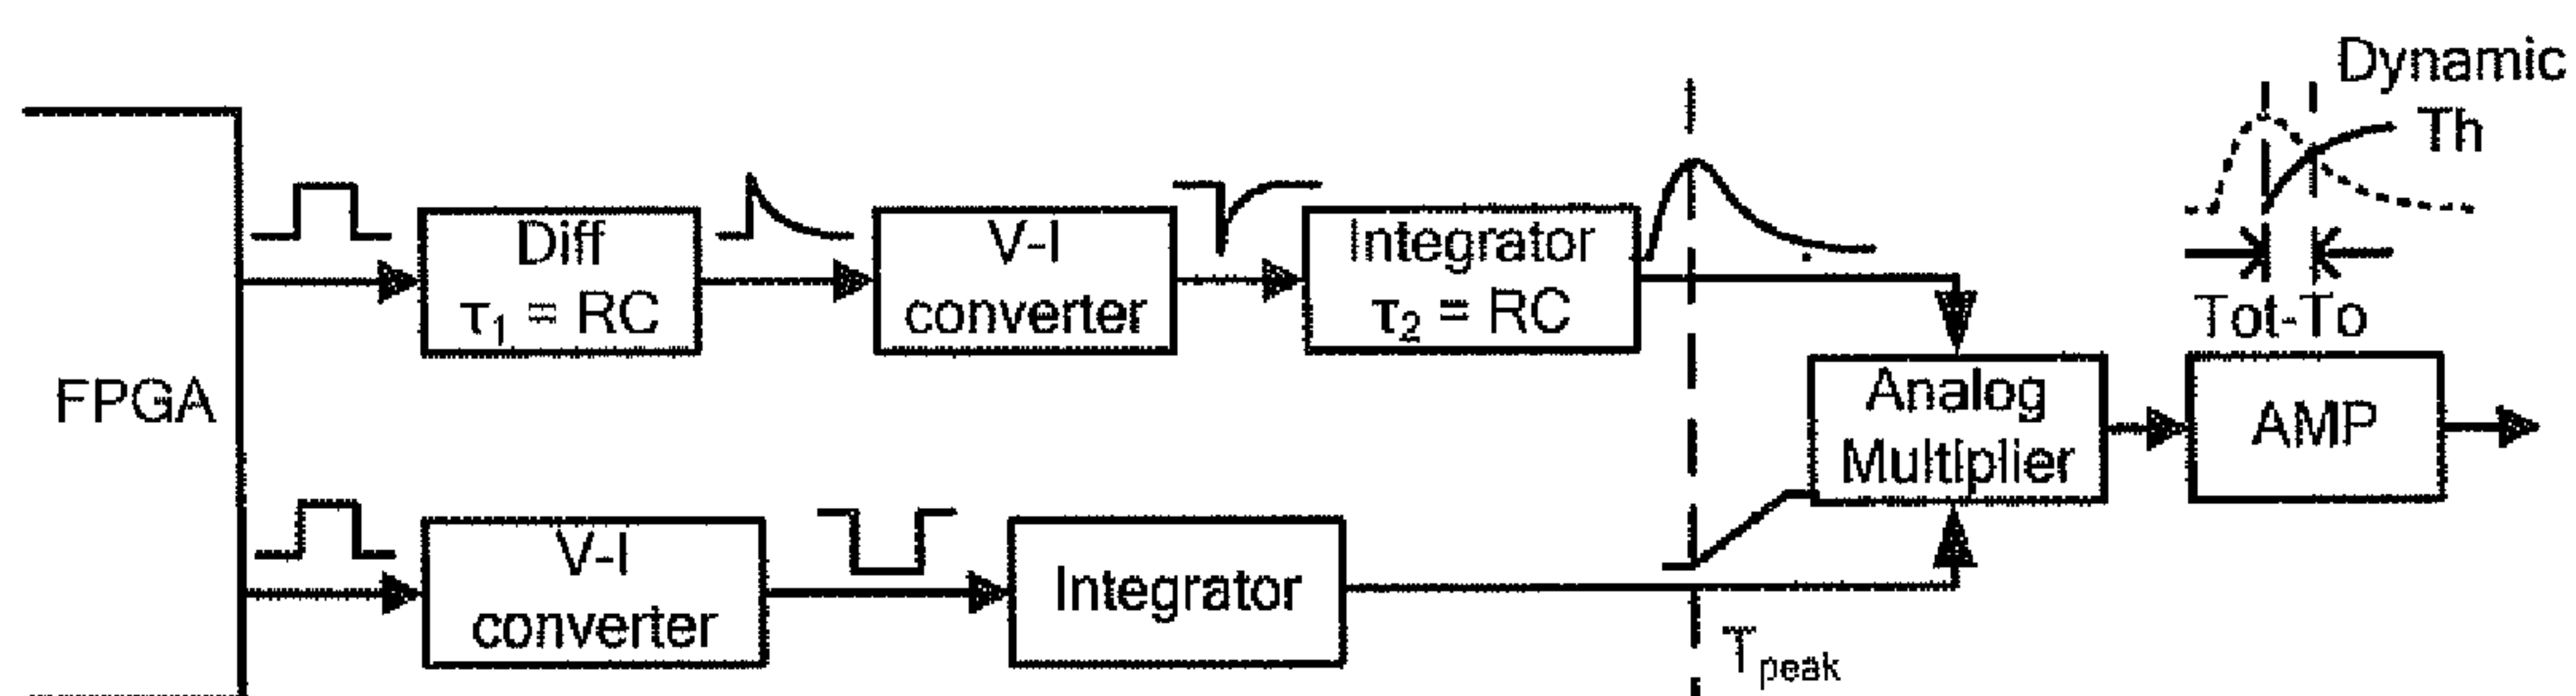 Dynamic
Th
Diff
τ₁ = RC
V-I
converter
Integrator
τ₂ = RC
Tot-To
FPGA
Analog
Multiplier
AMP
V-I
converter
Integrator
Tpeak